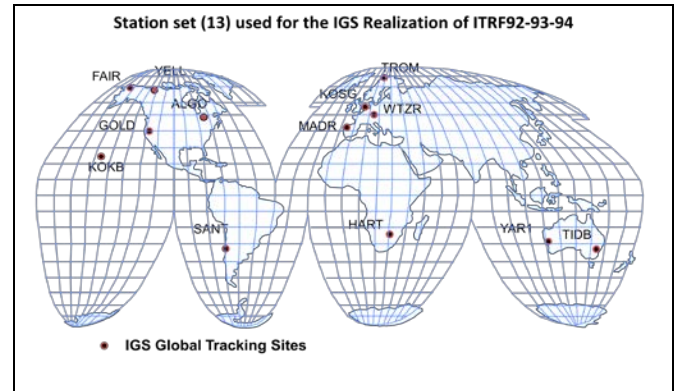 Station set (13) used for the IGS Realization of ITRF92-93-94
TROM
YELL
FAIR
KOSG
ALGO
WTZR
GOLD
MADR
KOKB
HART
SANT
YAR1
TIDB
IGS Global Tracking Sites